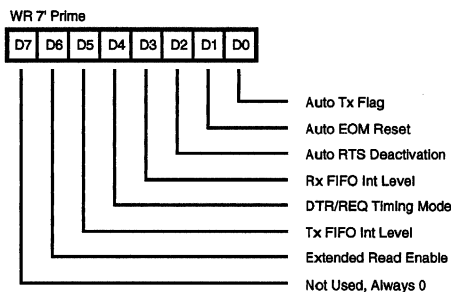 WR 7' Prime
D7 D6 D5 D4 D3 D2 D1 D0
Auto Tx Flag
Auto EOM Reset
Auto RTS Deactivation
Rx FIFO Int Level
DTR/REQ Timing Mode
Tx FIFO Int Level
Extended Read Enable
Not Used, Always 0